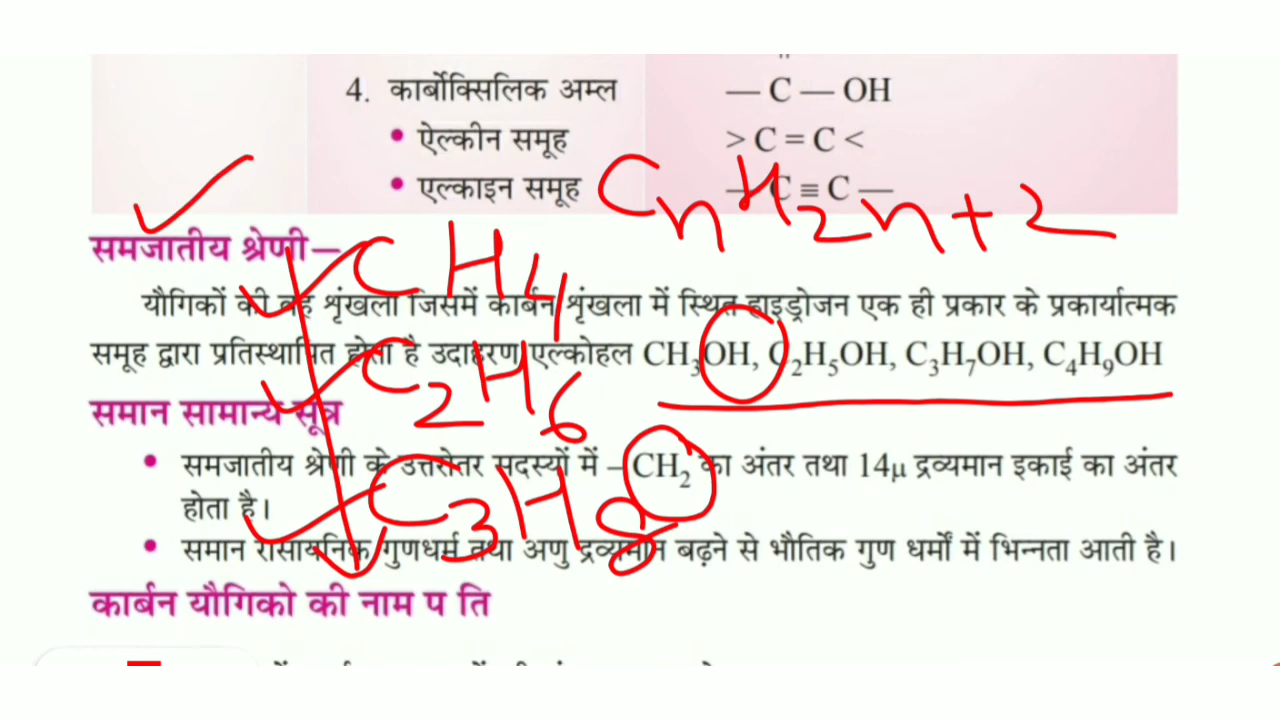 4. कार्बोक्सिलिक अम्ल — C — OH
• ऐल्कीन समूह > C = C <
• एल्काइन समूह — C ≡ C —
CnH2n+2
समजातीय श्रेणी—
CH4
यौगिकों की वह शृंखला जिसमें कार्बन शृंखला में स्थित हाइड्रोजन एक ही प्रकार के प्रकार्यात्मक
समूह द्वारा प्रतिस्थापित होता है उदाहरण एल्कोहल CH₃OH, C₂H₅OH, C₃H₇OH, C₄H₉OH
C2H6
समान सामान्य सूत्र
• समजातीय श्रेणी के उत्तरोत्तर सदस्यों में –CH₂ का अंतर तथा 14μ द्रव्यमान इकाई का अंतर
होता है।
C3H8
• समान रासायनिक गुणधर्म तथा अणु द्रव्यमान बढ़ने से भौतिक गुण धर्मों में भिन्नता आती है।
कार्बन यौगिको की नाम प ति